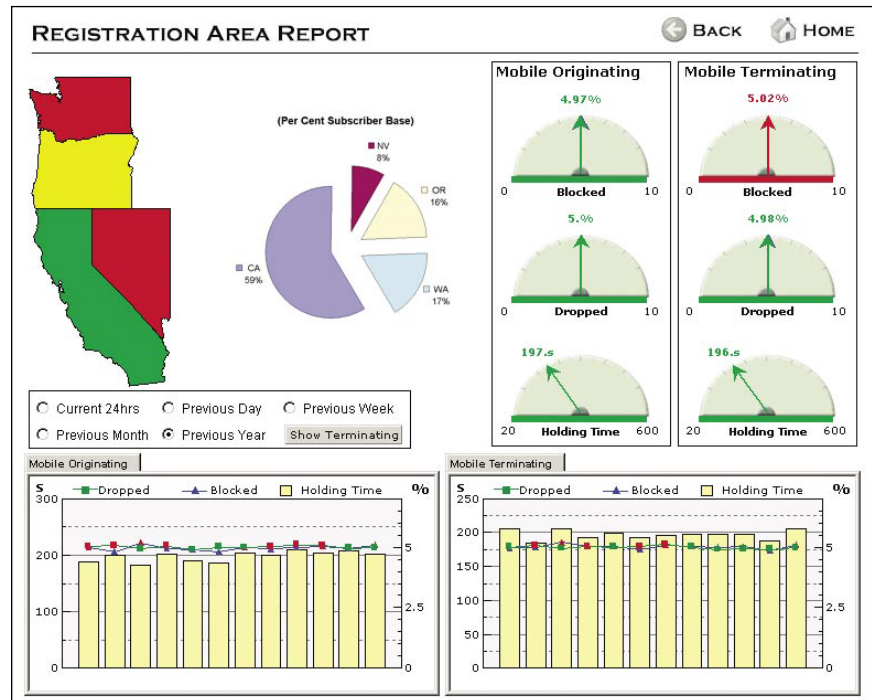 REGISTRATION AREA REPORT
BACK
HOME
(Per Cent Subscriber Base)
NV
8%
OR
16%
CA
59%
WA
17%
Mobile Originating
4.97%
0 10
Blocked
5.%
0 10
Dropped
197.s
20 600
Holding Time
Mobile Terminating
5.02%
0 10
Blocked
4.98%
0 10
Dropped
196.s
20 600
Holding Time
Current 24hrs Previous Day Previous Week
Previous Month Previous Year Show Terminating
Mobile Originating
S Dropped Blocked Holding Time %
300
200
100
0
5
2.5
0
Mobile Terminating
S Dropped Blocked Holding Time %
250
200
150
100
50
0
5
2.5
0